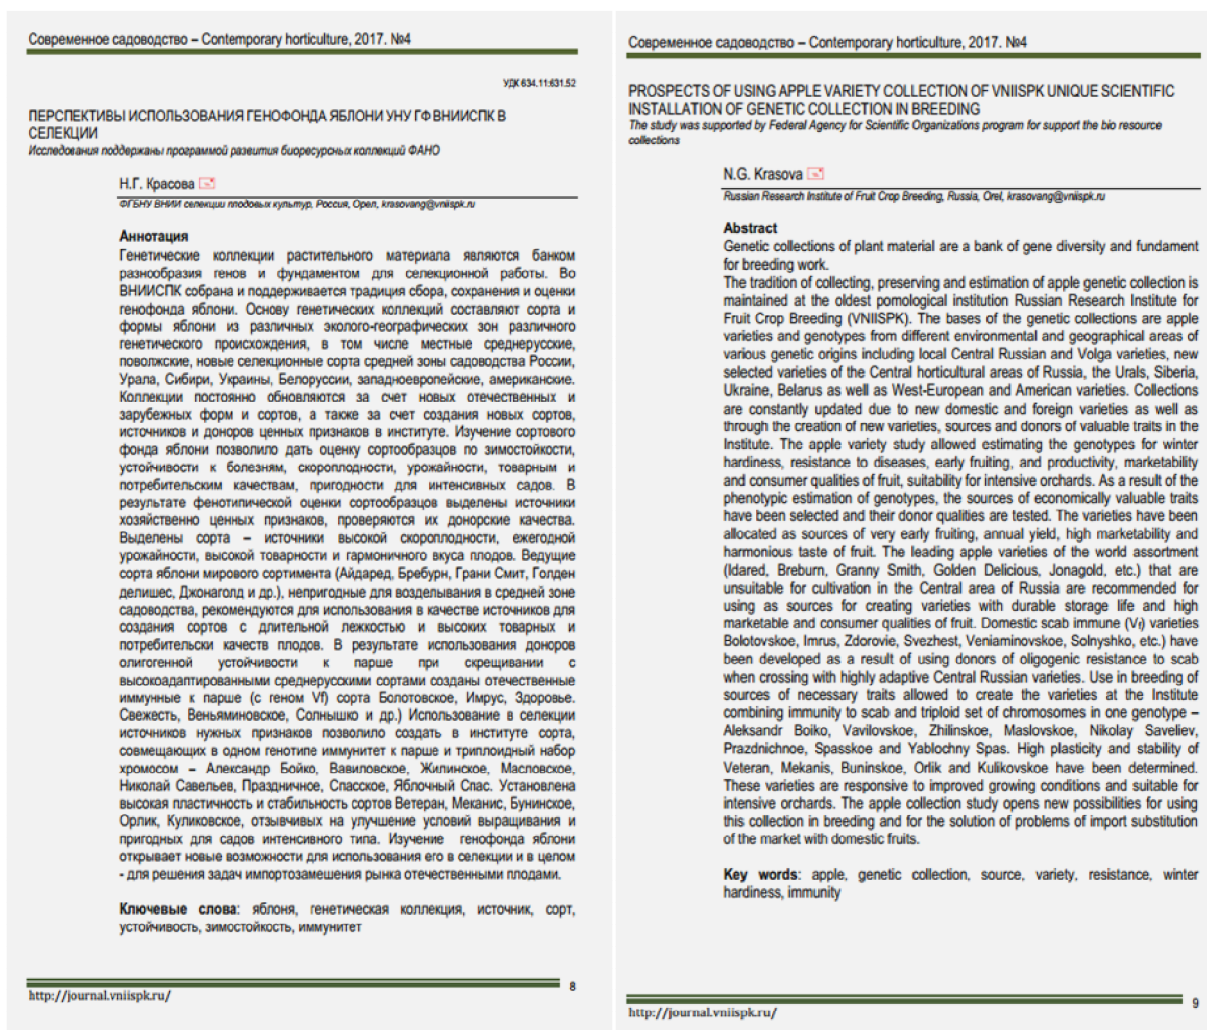 Современное садоводство – Contemporary horticulture, 2017. №4
УДК 634.11:631.52
ПЕРСПЕКТИВЫ ИСПОЛЬЗОВАНИЯ ГЕНОФОНДА ЯБЛОНИ УНУ ГФ ВНИИСПК В
СЕЛЕКЦИИ
Исследования поддержаны программой развития биоресурсных коллекций ФАНО
Н.Г. Красова
ФГБНУ ВНИИ селекции плодовых культур, Россия, Орел, krasovang@vniispk.ru
Аннотация
Генетические коллекции растительного материала являются банком
разнообразия генов и фундаментом для селекционной работы. Во
ВНИИСПК собрана и поддерживается традиция сбора, сохранения и оценки
генофонда яблони. Основу генетических коллекций составляют сорта и
формы яблони из различных эколого-географических зон различного
генетического происхождения, в том числе местные среднерусские,
поволжские, новые селекционные сорта средней зоны садоводства России,
Урала, Сибири, Украины, Белоруссии, западноевропейские, американские.
Коллекции постоянно обновляются за счет новых отечественных и
зарубежных форм и сортов, а также за счет создания новых сортов,
источников и доноров ценных признаков в институте. Изучение сортового
фонда яблони позволило дать оценку сортообразцов по зимостойкости,
устойчивости к болезням, скороплодности, урожайности, товарным и
потребительским качествам, пригодности для интенсивных садов. В
результате фенотипической оценки сортообразцов выделены источники
хозяйственно ценных признаков, проверяются их донорские качества.
Выделены сорта – источники высокой скороплодности, ежегодной
урожайности, высокой товарности и гармоничного вкуса плодов. Ведущие
сорта яблони мирового сортимента (Айдаред, Бребурн, Грани Смит, Голден
делишес, Джонаголд и др.), непригодные для возделывания в средней зоне
садоводства, рекомендуются для использования в качестве источников для
создания сортов с длительной лежкостью и высоких товарных и
потребительски качеств плодов. В результате использования доноров
олигогенной устойчивости к парше при скрещивании с
высокоадаптированными среднерусскими сортами созданы отечественные
иммунные к парше (с геном Vf) сорта Болотовское, Имрус, Здоровье.
Свежесть, Веньяминовское, Солнышко и др.) Использование в селекции
источников нужных признаков позволило создать в институте сорта,
совмещающих в одном генотипе иммунитет к парше и триплоидный набор
хромосом – Александр Бойко, Вавиловское, Жилинское, Масловское,
Николай Савельев, Праздничное, Спасское, Яблочный Спас. Установлена
высокая пластичность и стабильность сортов Ветеран, Меканис, Бунинское,
Орлик, Куликовское, отзывчивых на улучшение условий выращивания и
пригодных для садов интенсивного типа. Изучение генофонда яблони
открывает новые возможности для использования его в селекции и в целом
- для решения задач импортозамешения рынка отечественными плодами.
Ключевые слова: яблоня, генетическая коллекция, источник, сорт,
устойчивость, зимостойкость, иммунитет
http://journal.vniispk.ru/
8
Современное садоводство – Contemporary horticulture, 2017. №4
PROSPECTS OF USING APPLE VARIETY COLLECTION OF VNIISPK UNIQUE SCIENTIFIC
INSTALLATION OF GENETIC COLLECTION IN BREEDING
The study was supported by Federal Agency for Scientific Organizations program for support the bio resource
collections
N.G. Krasova
Russian Research Institute of Fruit Crop Breeding, Russia, Orel, krasovang@vniispk.ru
Abstract
Genetic collections of plant material are a bank of gene diversity and fundament
for breeding work.
The tradition of collecting, preserving and estimation of apple genetic collection is
maintained at the oldest pomological institution Russian Research Institute for
Fruit Crop Breeding (VNIISPK). The bases of the genetic collections are apple
varieties and genotypes from different environmental and geographical areas of
various genetic origins including local Central Russian and Volga varieties, new
selected varieties of the Central horticultural areas of Russia, the Urals, Siberia,
Ukraine, Belarus as well as West-European and American varieties. Collections
are constantly updated due to new domestic and foreign varieties as well as
through the creation of new varieties, sources and donors of valuable traits in the
Institute. The apple variety study allowed estimating the genotypes for winter
hardiness, resistance to diseases, early fruiting, and productivity, marketability
and consumer qualities of fruit, suitability for intensive orchards. As a result of the
phenotypic estimation of genotypes, the sources of economically valuable traits
have been selected and their donor qualities are tested. The varieties have been
allocated as sources of very early fruiting, annual yield, high marketability and
harmonious taste of fruit. The leading apple varieties of the world assortment
(Idared, Breburn, Granny Smith, Golden Delicious, Jonagold, etc.) that are
unsuitable for cultivation in the Central area of Russia are recommended for
using as sources for creating varieties with durable storage life and high
marketable and consumer qualities of fruit. Domestic scab immune (Vf) varieties
Bolotovskoe, Imrus, Zdorovie, Svezhest, Veniaminovskoe, Solnyshko, etc.) have
been developed as a result of using donors of oligogenic resistance to scab
when crossing with highly adaptive Central Russian varieties. Use in breeding of
sources of necessary traits allowed to create the varieties at the Institute
combining immunity to scab and triploid set of chromosomes in one genotype –
Aleksandr Boiko, Vavilovskoe, Zhilinskoe, Maslovskoe, Nikolay Saveliev,
Prazdnichnoe, Spasskoe and Yablochny Spas. High plasticity and stability of
Veteran, Mekanis, Buninskoe, Orlik and Kulikovskoe have been determined.
These varieties are responsive to improved growing conditions and suitable for
intensive orchards. The apple collection study opens new possibilities for using
this collection in breeding and for the solution of problems of import substitution
of the market with domestic fruits.
Key words: apple, genetic collection, source, variety, resistance, winter
hardiness, immunity
http://journal.vniispk.ru/
9